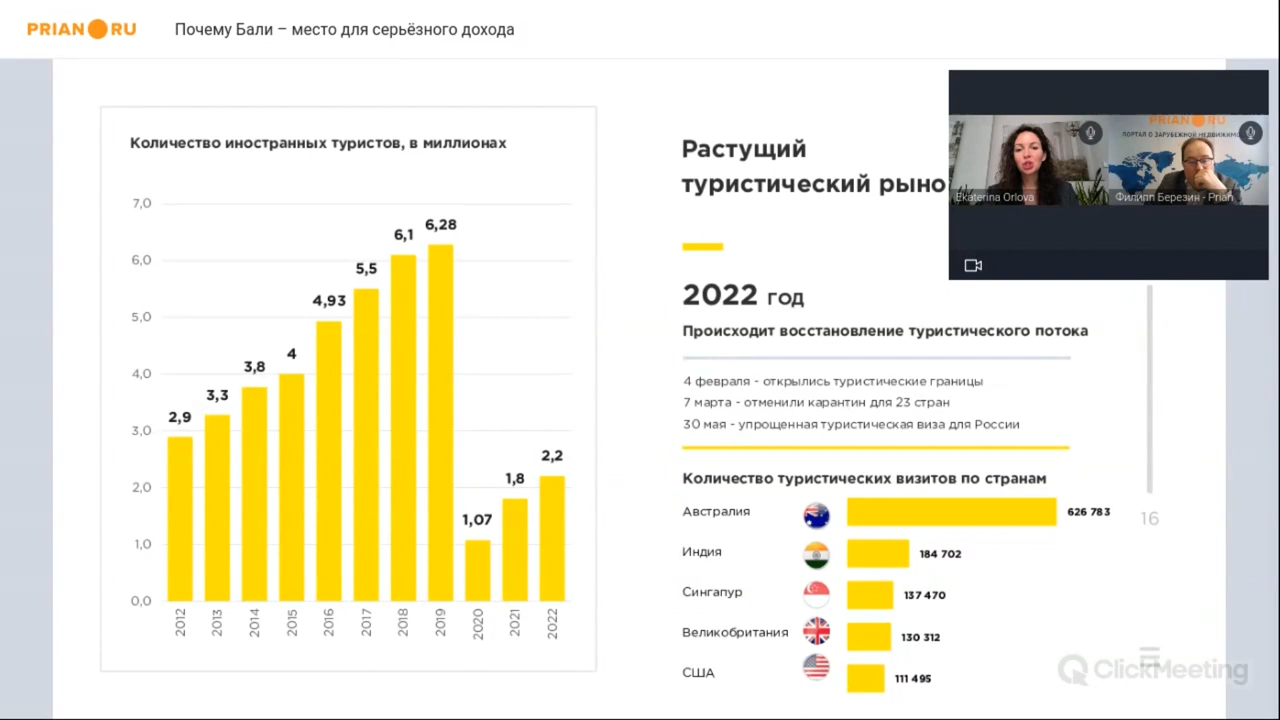 PRIAN RU
Почему Бали – место для серьёзного дохода
Количество иностранных туристов, в миллионах
7,0
6,0
5,0
4,0
3,0
2,0
1,0
0,0
2,9
3,3
3,8
4
4,93
5,5
6,1
6,28
1,07
1,8
2,2
2012
2013
2014
2015
2016
2017
2018
2019
2020
2021
2022
Растущий
туристический рыно
PRIAN RU
ПОРТАЛ О ЗАРУБЕЖНОЙ НЕДВИЖИМО
Ekaterina Orlova
Филипп Березин - Prian
2022 год
Происходит восстановление туристического потока
4 февраля - открылись туристические границы
7 марта - отменили карантин для 23 стран
30 мая - упрощенная туристическая виза для России
Количество туристических визитов по странам
Австралия 626 783
Индия 184 702
Сингапур 137 470
Великобритания 130 312
США 111 495
16
ClickMeeting